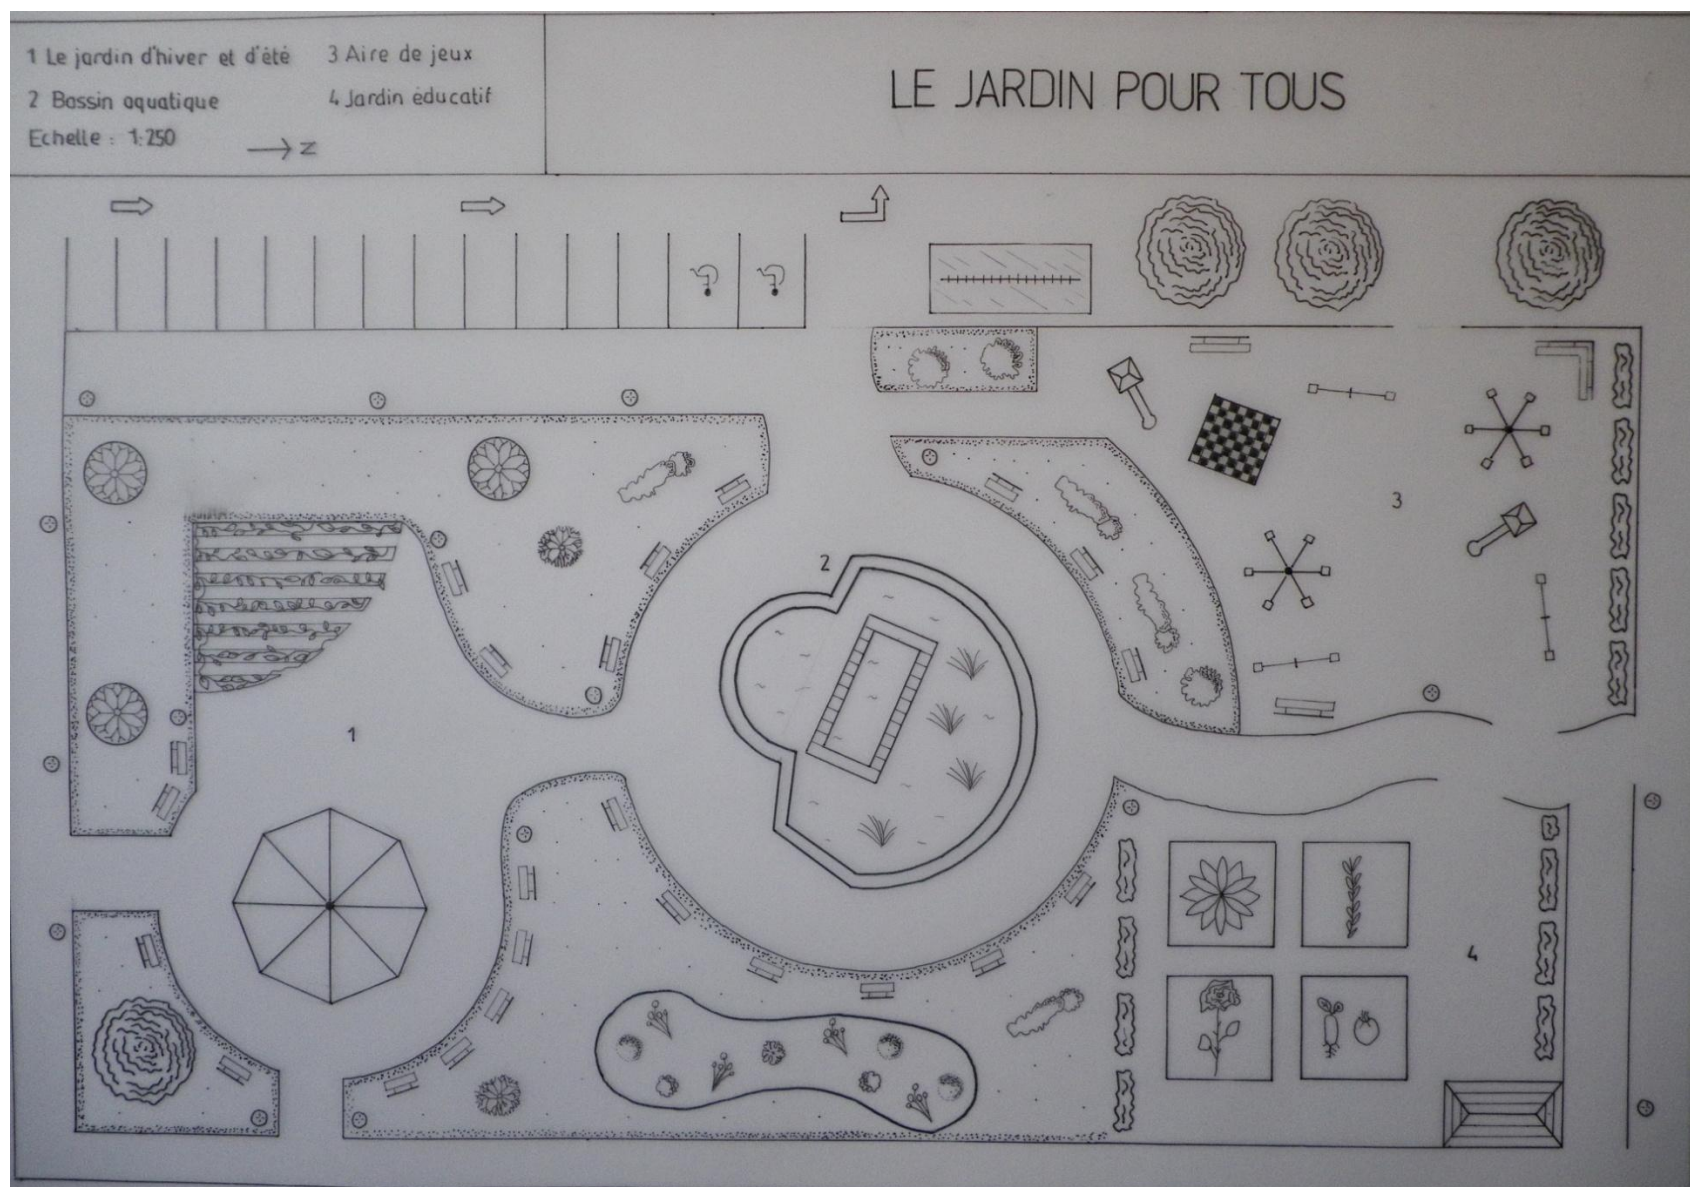 1 Le jardin d'hiver et d'été
2 Bassin aquatique
Echelle : 1:250
3 Aire de jeux
4 Jardin éducatif
N
LE JARDIN POUR TOUS
1
2
3
4